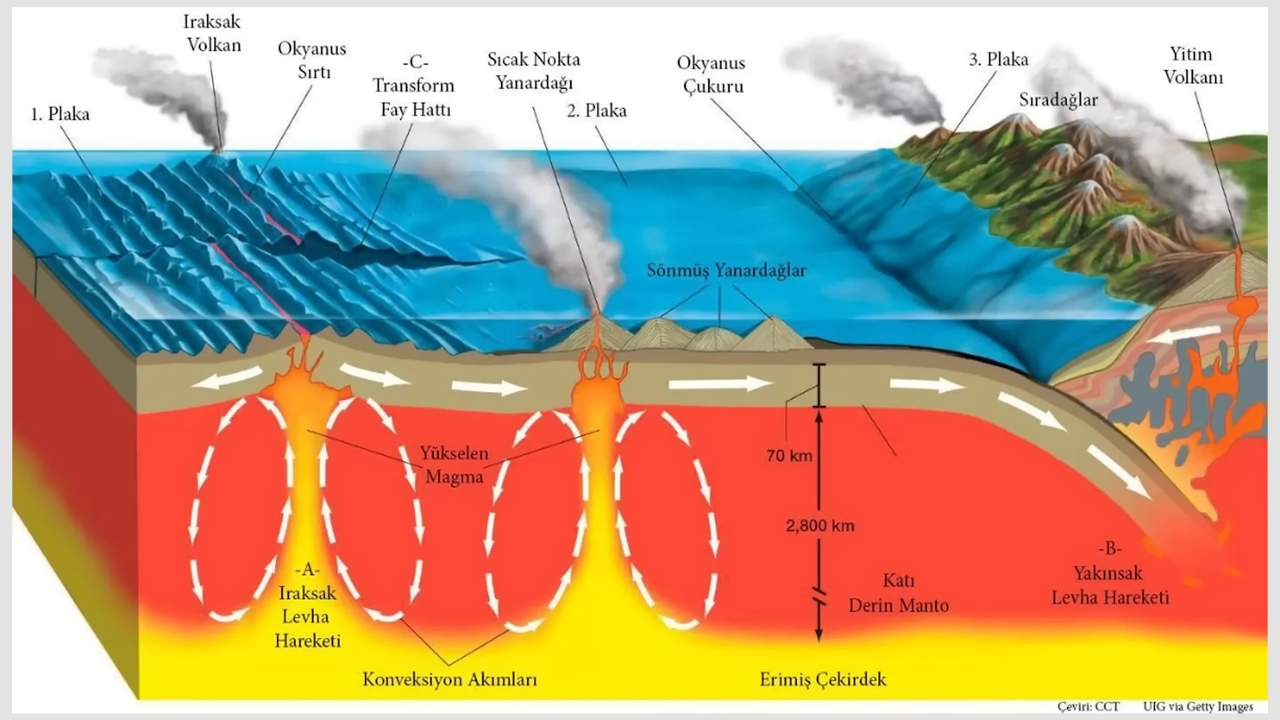 Iraksak
Volkan
Okyanus
Sırtı
-C-
Transform
Fay Hattı
Sıcak Nokta
Yanardağı
2. Plaka
Okyanus
Çukuru
3. Plaka
Sıradağlar
Yitim
Volkanı
1. Plaka
Sönmüş Yanardağlar
Yükselen
Magma
70 km
2,800 km
-A-
Iraksak
Levha
Hareketi
Katı
Derin Manto
-B-
Yakınsak
Levha Hareketi
Konveksiyon Akımları
Erimiş Çekirdek
Çeviri: CCT UIG via Getty Images